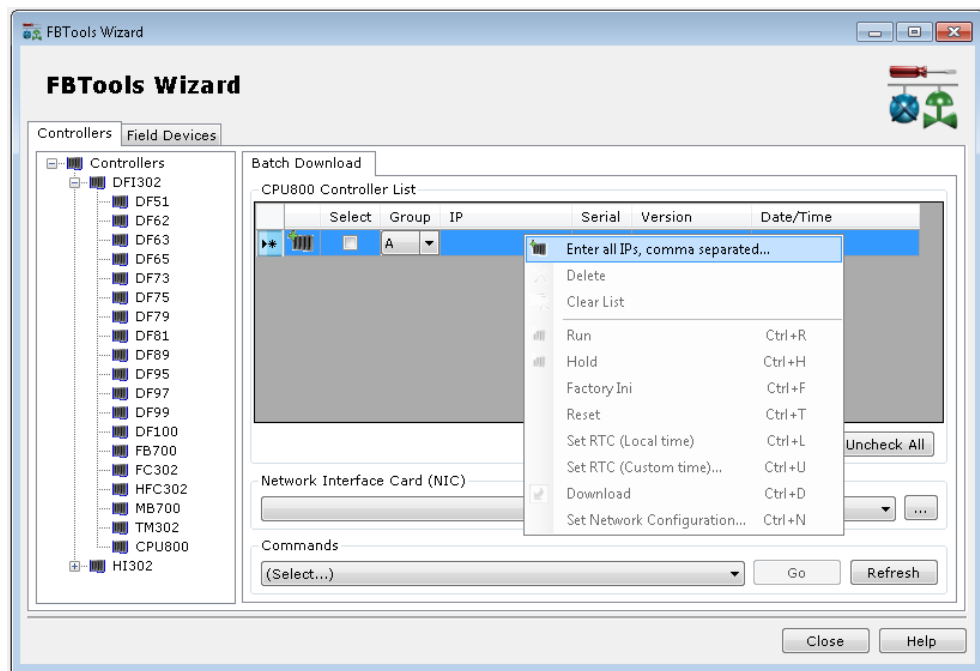 FBTools Wizard
FBTools Wizard
Controllers Field Devices
Controllers
DFI302
DF51
DF62
DF63
DF65
DF73
DF75
DF79
DF81
DF89
DF95
DF97
DF99
DF100
FB700
FC302
HFC302
MB700
TM302
CPU800
HI302
Batch Download
CPU800 Controller List
Select Group IP Serial Version Date/Time
A
Enter all IPs, comma separated...
Delete
Clear List
Run Ctrl+R
Hold Ctrl+H
Factory Ini Ctrl+F
Reset Ctrl+T
Set RTC (Local time) Ctrl+L
Set RTC (Custom time)... Ctrl+U
Download Ctrl+D
Set Network Configuration... Ctrl+N
Uncheck All
Network Interface Card (NIC)
...
Commands
(Select...) Go Refresh
Close Help